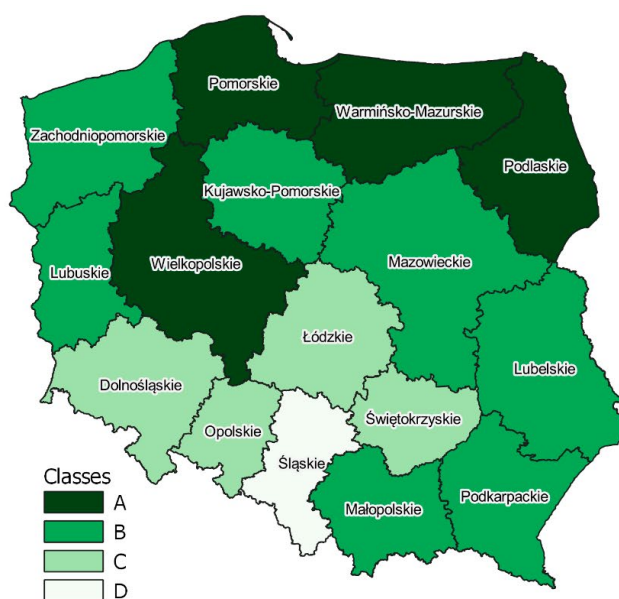 Pomorskie
Warmińsko-Mazurskie
Zachodniopomorskie
Podlaskie
Kujawsko-Pomorskie
Wielkopolskie
Mazowieckie
Lubuskie
Łódzkie
Lubelskie
Dolnośląskie
Świętokrzyskie
Opolskie
Śląskie
Podkarpackie
Małopolskie
Classes
A
B
C
D